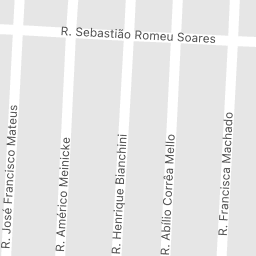 R. Sebastião Romeu Soares
R. José Francisco Mateus
R. Américo Meinicke
R. Henrique Bianchini
R. Abílio Corrêa Mello
R. Francisca Machado